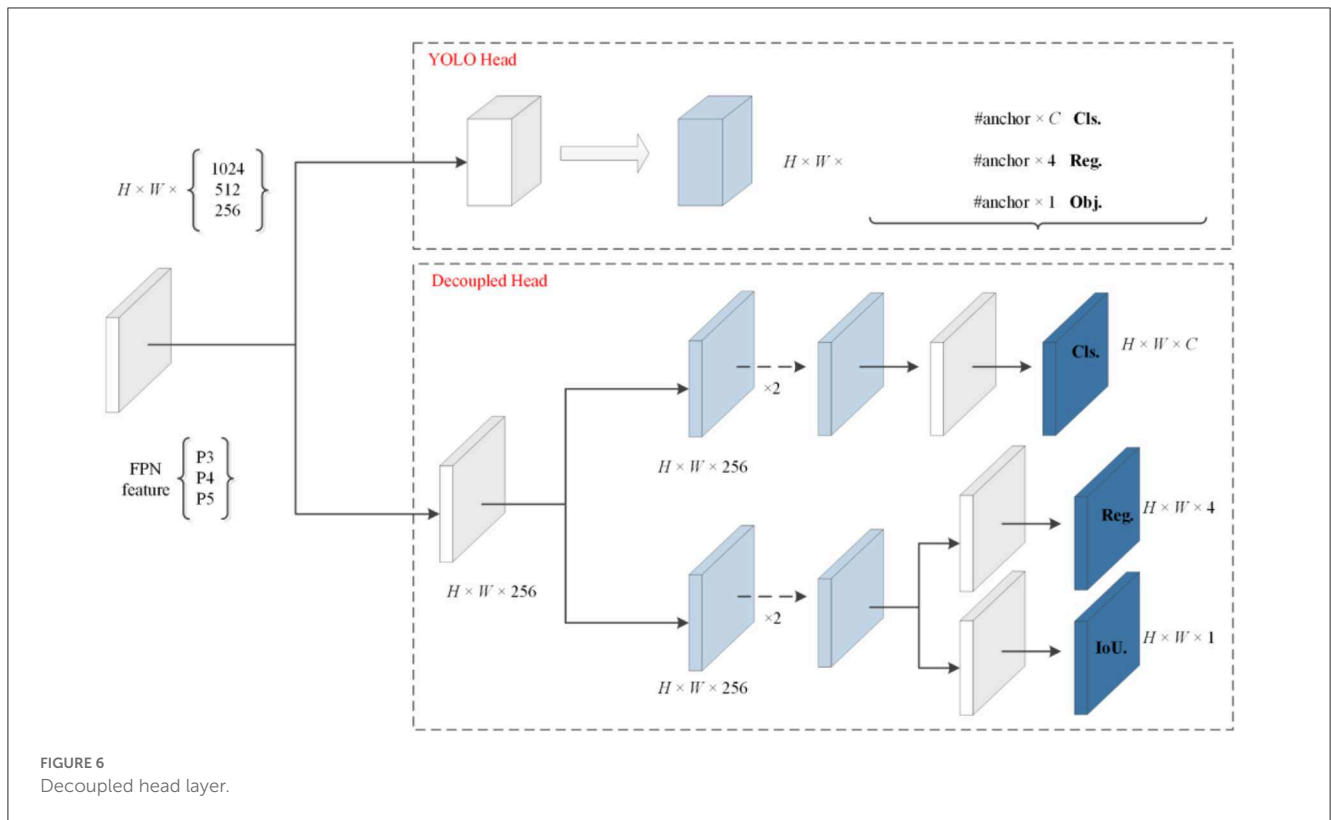 YOLO Head
H × W ×
1024
512
256
H × W ×
#anchor × C Cls.
#anchor × 4 Reg.
#anchor × 1 Obj.
Decoupled Head
FPN
feature
P3
P4
P5
H × W × 256
×2
H × W × 256
Cls.
H × W × C
×2
H × W × 256
Reg.
H × W × 4
IoU.
H × W × 1
FIGURE 6
Decoupled head layer.